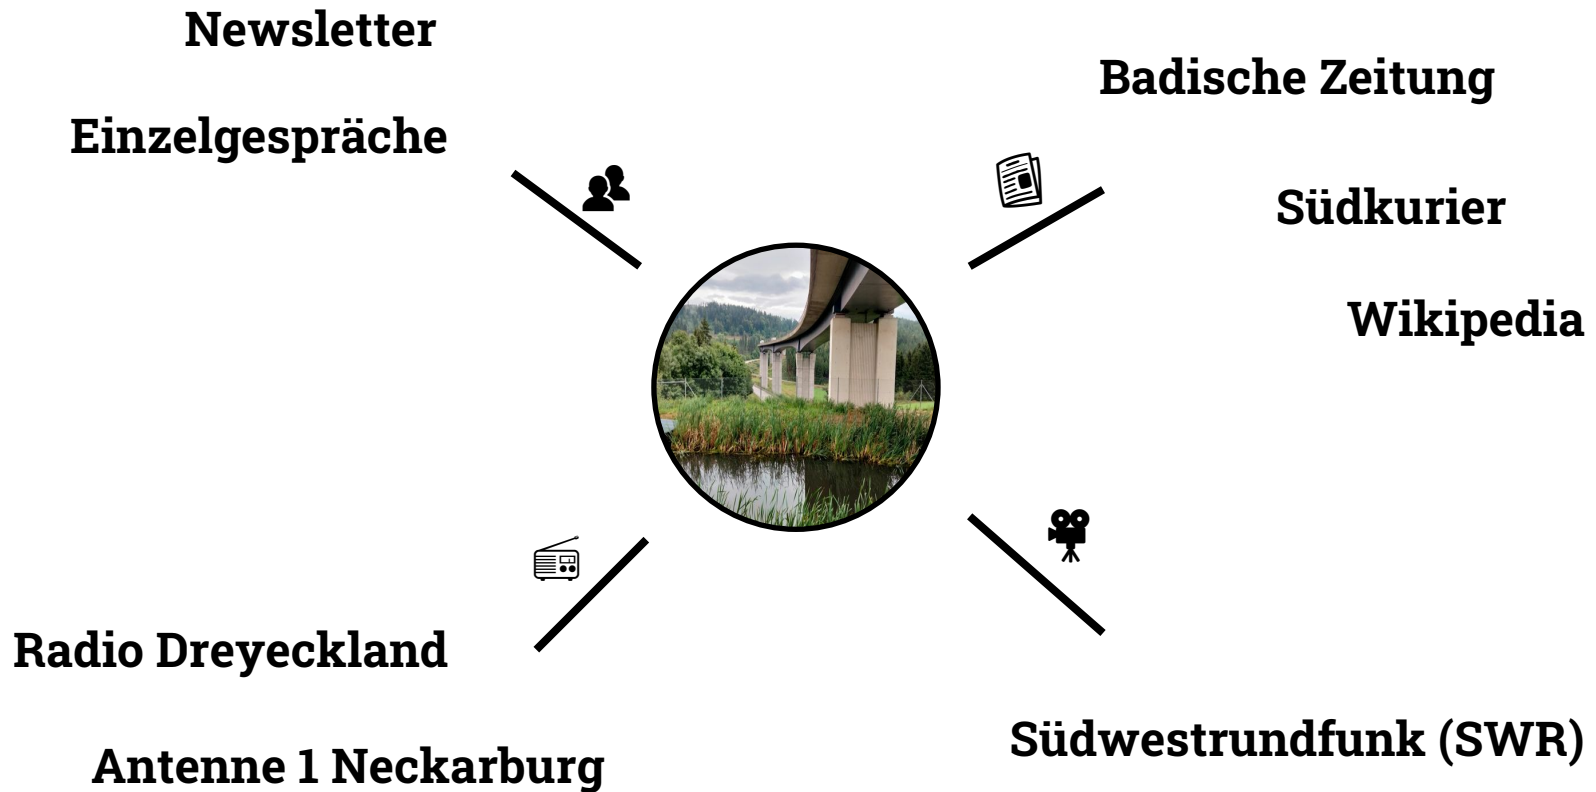 Newsletter
Einzelgespräche
Badische Zeitung
Südkurier
Wikipedia
Radio Dreyeckland
Antenne 1 Neckarburg
Südwestrundfunk (SWR)